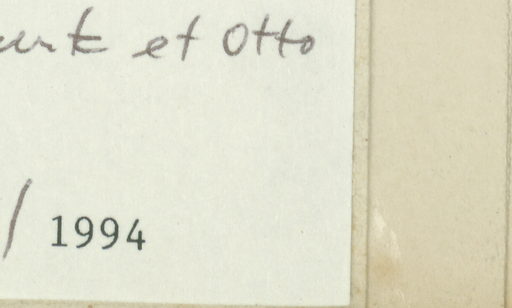 et Otto
/ 1994